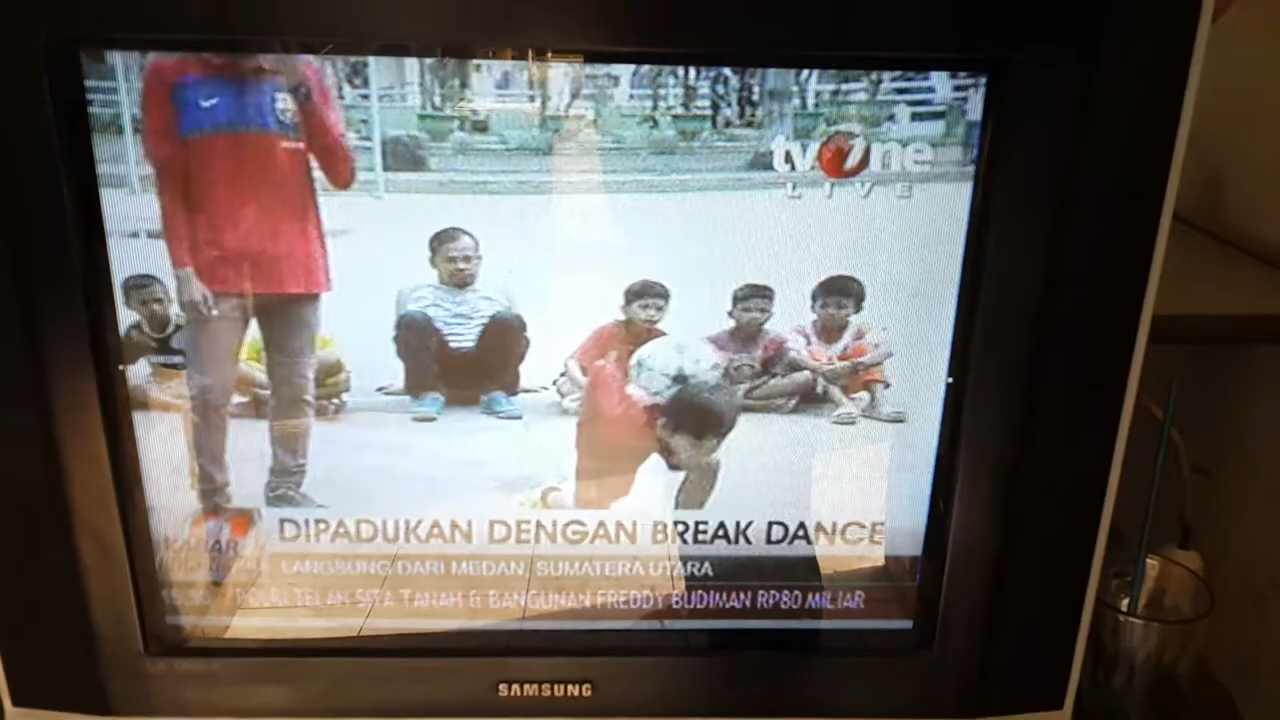 tvOne
LIVE
DIPADUKAN DENGAN BREAK DANCE
KABAR
LANGSUNG DARI MEDAN, SUMATERA UTARA
POLRI TELAH SITA TANAH & BANGUNAN FREDDY BUDIMAN RP80 MILIAR
SAMSUNG